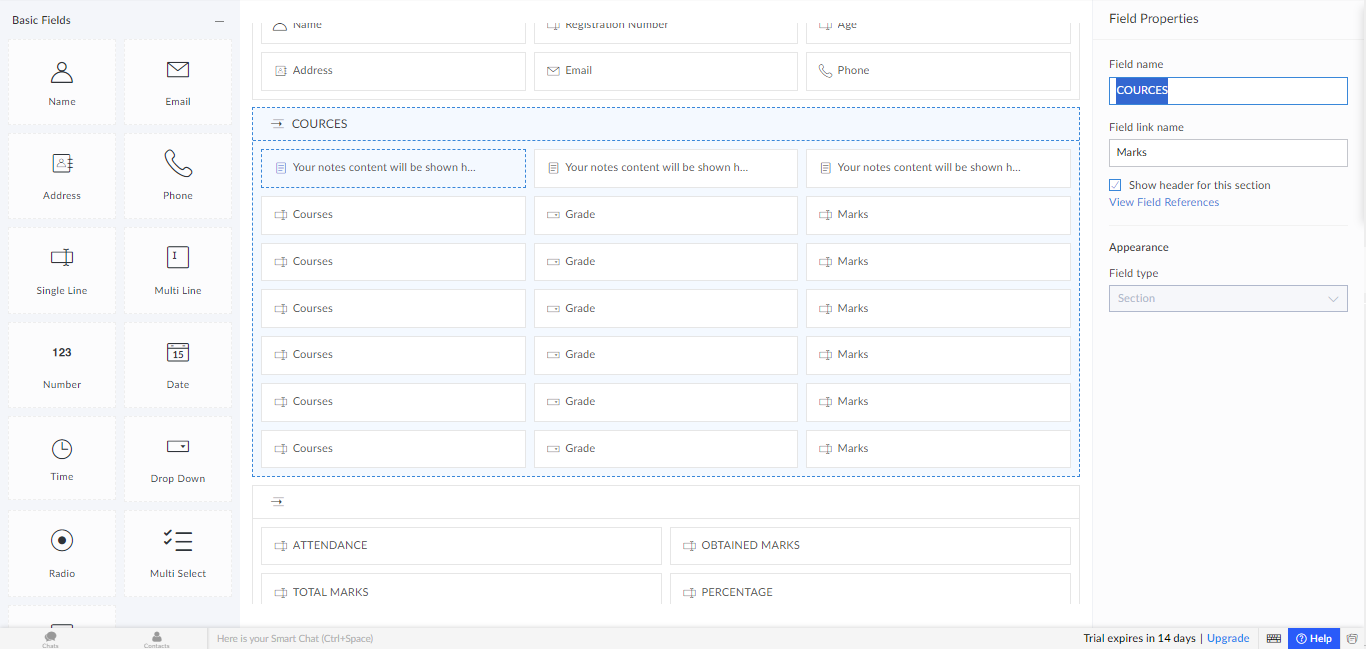 Basic Fields
Name
Email
Address
Phone
Single Line
Multi Line
123
Number
15
Date
Time
Drop Down
Radio
Multi Select
Name
Registration Number
Age
Address
Email
Phone
COURCES
Your notes content will be shown h...
Your notes content will be shown h...
Your notes content will be shown h...
Courses
Grade
Marks
Courses
Grade
Marks
Courses
Grade
Marks
Courses
Grade
Marks
Courses
Grade
Marks
Courses
Grade
Marks
ATTENDANCE
OBTAINED MARKS
TOTAL MARKS
PERCENTAGE
Field Properties
Field name
COURCES
Field link name
Marks
Show header for this section
View Field References
Appearance
Field type
Section
Chats
Contacts
Here is your Smart Chat (Ctrl+Space)
Trial expires in 14 days | Upgrade
Help